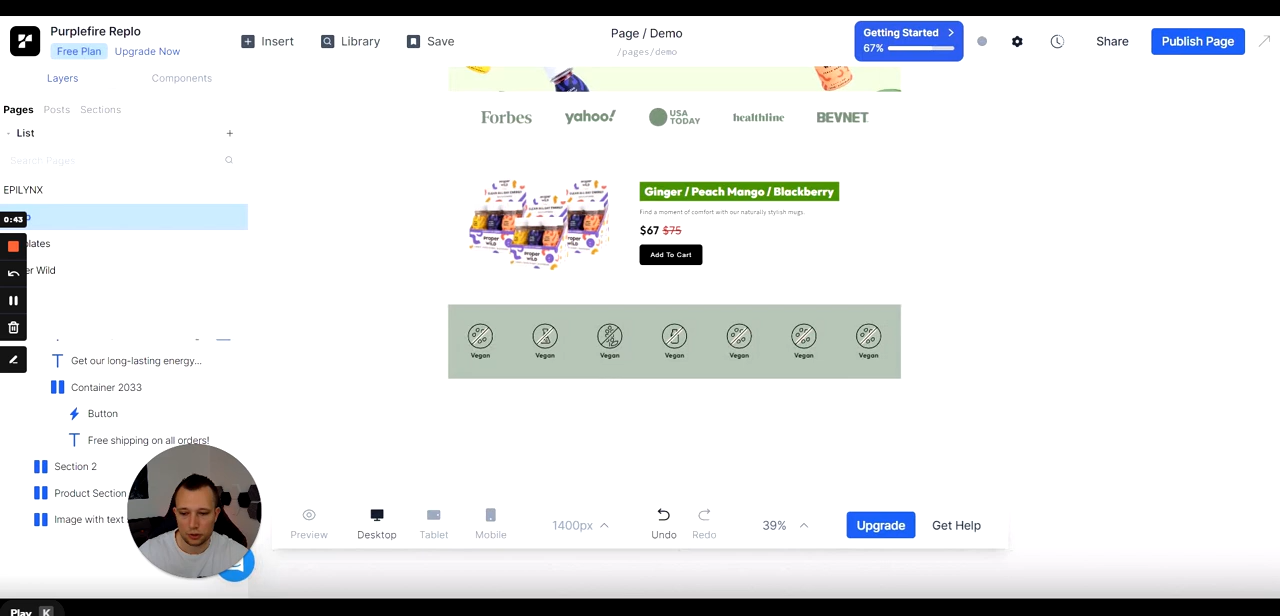 Purplefire Replo
Free Plan Upgrade Now
Insert Library Save
Page / Demo
/pages/demo
Getting Started
67%
Share
Publish Page
Layers Components
Pages Posts Sections
List
Search Pages
EPILYNX
0:43
plates
er Wild
Get our long-lasting energy...
Container 2033
Button
Free shipping on all orders!
Section 2
Product Section
Image with text
Forbes yahoo! USA TODAY healthline BEVNET
Ginger / Peach Mango / Blackberry
Find a moment of comfort with our naturally stylish mugs.
$67 $75
Add To Cart
proper wild
Vegan Vegan Vegan Vegan Vegan Vegan Vegan
Preview Desktop Tablet Mobile
1400px
Undo Redo
39%
Upgrade
Get Help
Play K